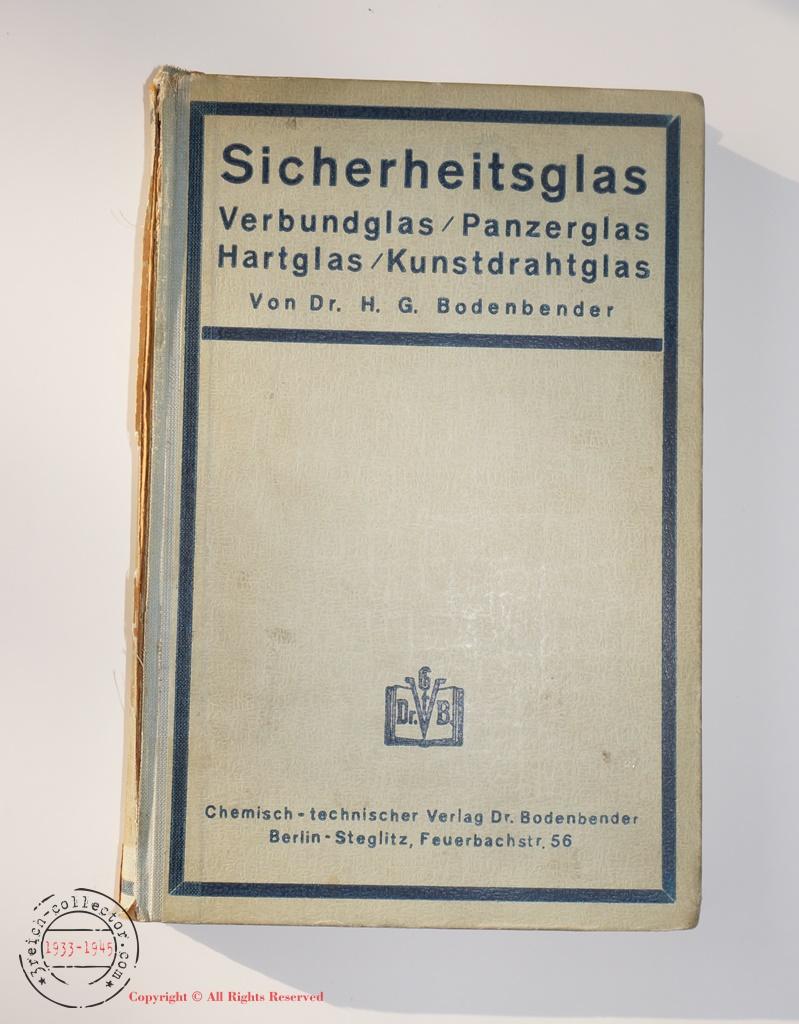 Sicherheitsglas
Verbundglas / Panzerglas
Hartglas / Kunstdrahtglas
Von Dr. H. G. Bodenbender
G
t
Dr. V B.
Chemisch-technischer Verlag Dr. Bodenbender
Berlin-Steglitz, Feuerbachstr. 56
3reich-collector.com
1933-1945
Copyright © All Rights Reserved